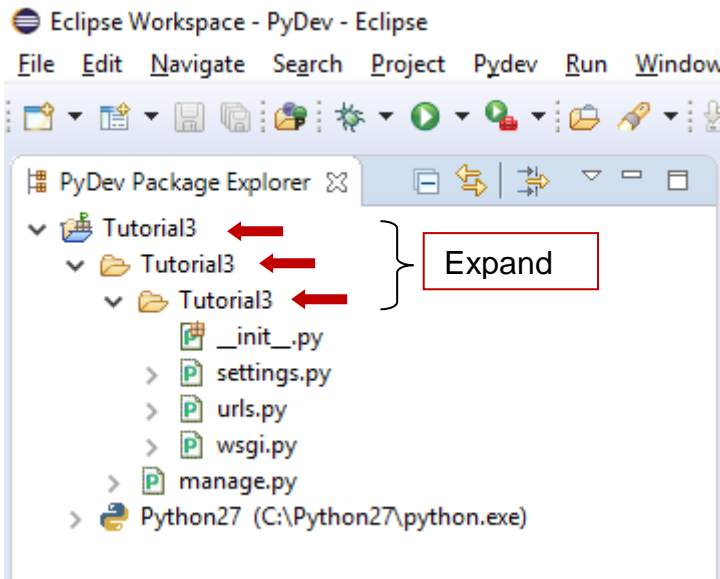 Eclipse Workspace - PyDev - Eclipse
File Edit Navigate Search Project Pydev Run Window
PyDev Package Explorer
Tutorial3
Tutorial3
Expand
Tutorial3
__init__.py
settings.py
urls.py
wsgi.py
manage.py
Python27 (C:\Python27\python.exe)